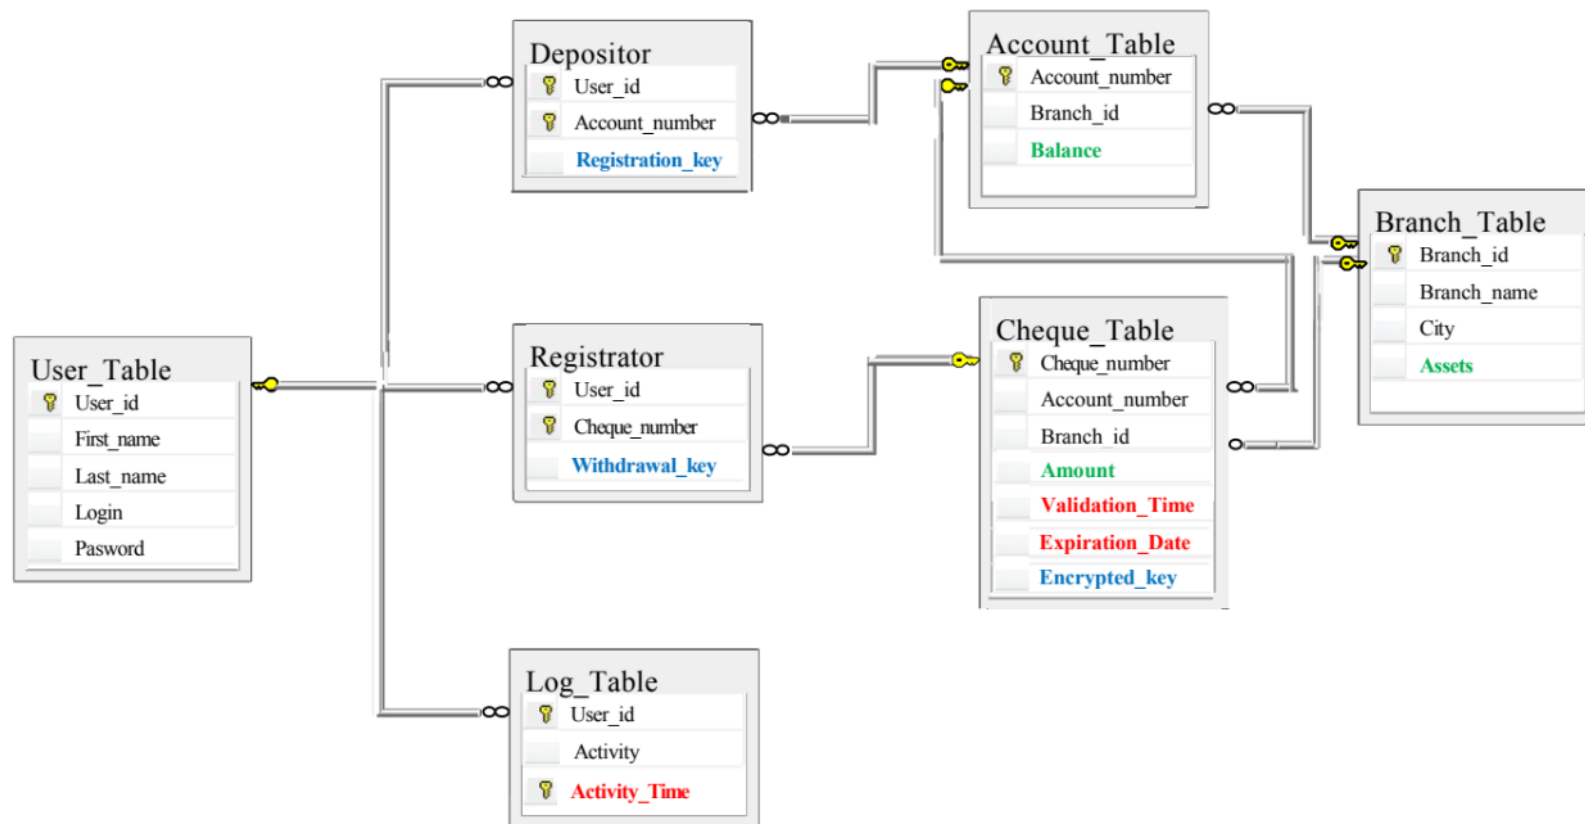 Depositor
User_id
Account_number
Registration_key
Account_Table
Account_number
Branch_id
Balance
Branch_Table
Branch_id
Branch_name
City
Assets
User_Table
User_id
First_name
Last_name
Login
Pasword
Registrator
User_id
Cheque_number
Withdrawal_key
Cheque_Table
Cheque_number
Account_number
Branch_id
Amount
Validation_Time
Expiration_Date
Encrypted_key
Log_Table
User_id
Activity
Activity_Time